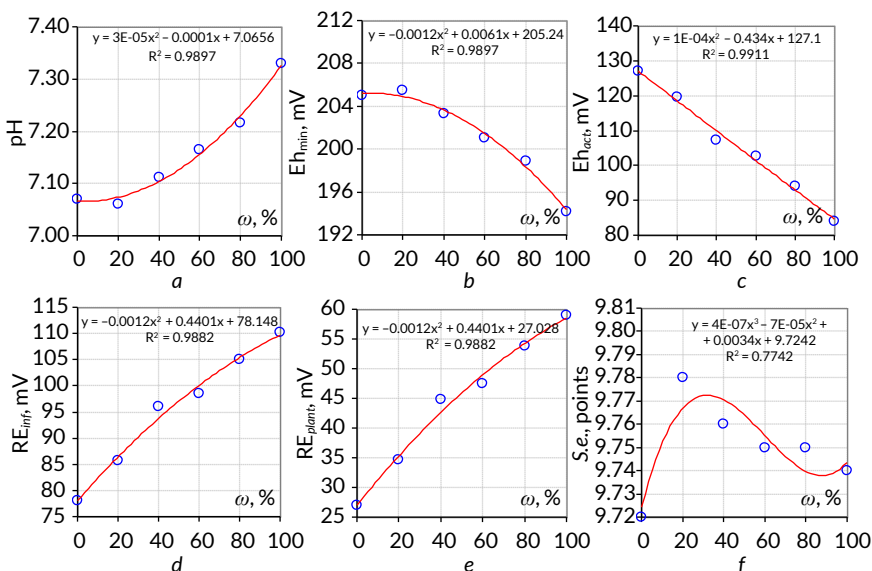 y = 3E-05x² – 0.0001x + 7.0656
R² = 0.9897
7.40
7.30
7.20
7.10
7.00
pH
ω, %
0 20 40 60 80 100
a
y = –0.0012x² + 0.0061x + 205.24
R² = 0.9897
212
208
204
200
196
192
Ehmin, mV
ω, %
0 20 40 60 80 100
b
y = 1E-04x² – 0.434x + 127.1
R² = 0.9911
140
130
120
110
100
90
80
Ehact, mV
ω, %
0 20 40 60 80 100
c
y = –0.0012x² + 0.4401x + 78.148
R² = 0.9882
115
110
105
100
95
90
85
80
75
REinf, mV
ω, %
0 20 40 60 80 100
d
y = –0.0012x² + 0.4401x + 27.028
R² = 0.9882
60
55
50
45
40
35
30
25
REplant, mV
ω, %
0 20 40 60 80 100
e
y = 4E-07x³ – 7E-05x² +
+ 0.0034x + 9.7242
R² = 0.7742
9.81
9.80
9.79
9.78
9.77
9.76
9.75
9.74
9.73
9.72
S.e., points
ω, %
0 20 40 60 80 100
f